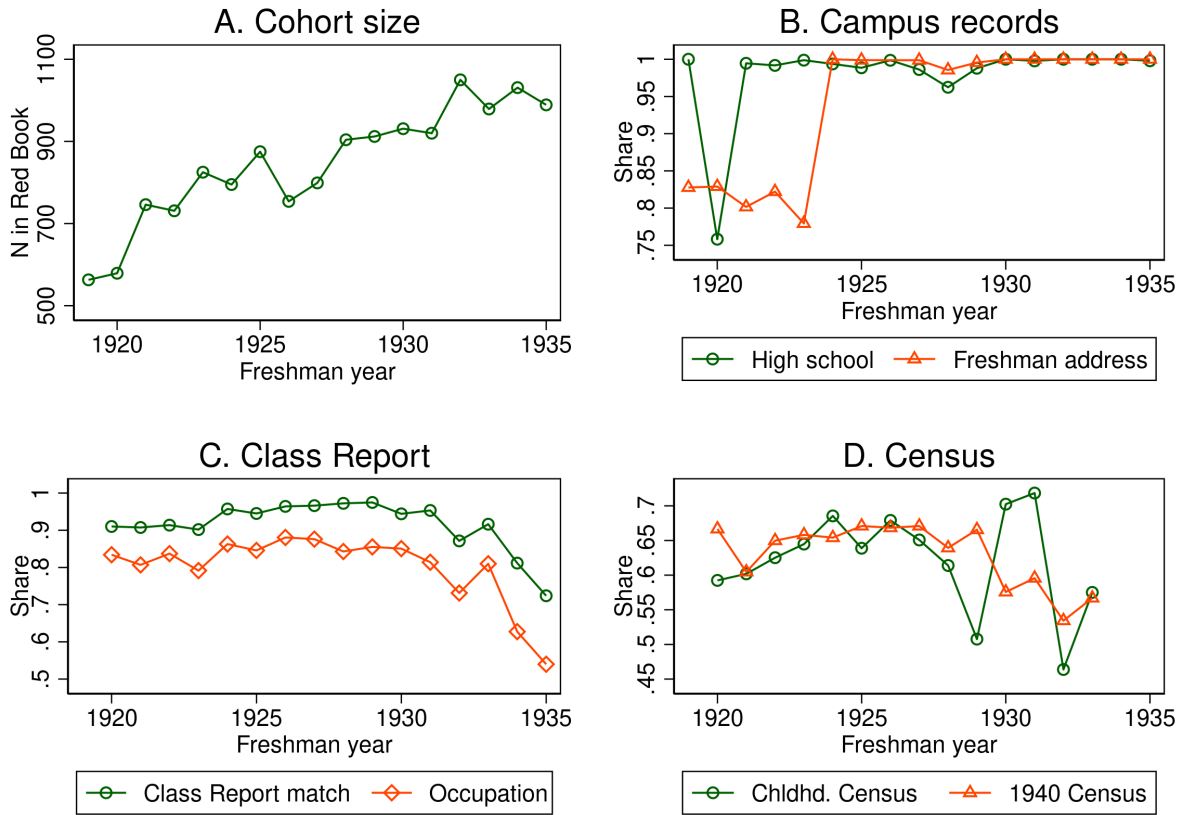 A. Cohort size
N in Red Book
1100
900
700
500
1920 1925 1930 1935
Freshman year
B. Campus records
Share
1
.95
.9
.85
.8
.75
1920 1925 1930 1935
Freshman year
High school Freshman address
C. Class Report
Share
1
.9
.8
.7
.6
.5
1920 1925 1930 1935
Freshman year
Class Report match Occupation
D. Census
Share
.7
.65
.6
.55
.5
.45
1920 1925 1930 1935
Freshman year
Chldhd. Census 1940 Census